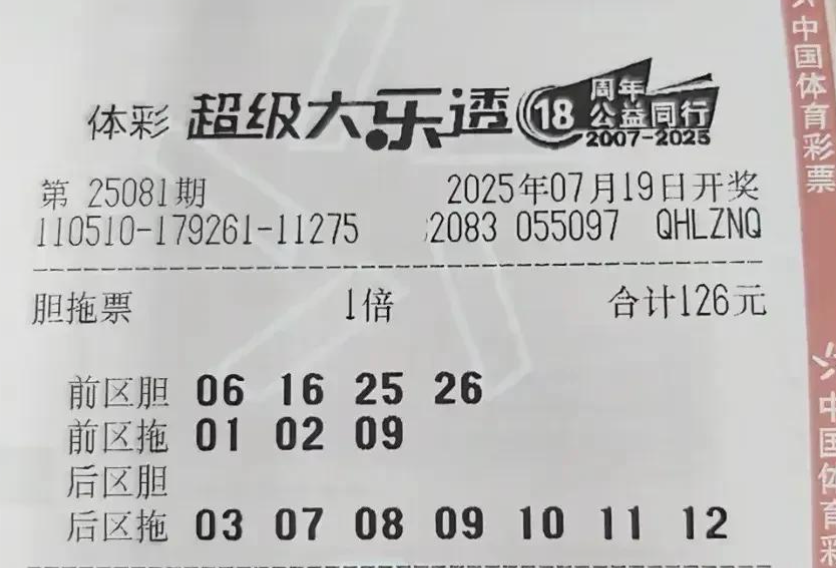 体彩 超级大乐透 18 周年 公益同行 2007-2025
第 25081期 2025年07月19日开奖
110510-179261-11275 2083 055097 QHLZNQ
胆拖票 1倍 合计126元
前区胆 06 16 25 26
前区拖 01 02 09
后区胆
后区拖 03 07 08 09 10 11 12
中国体育彩票
中国体育彩